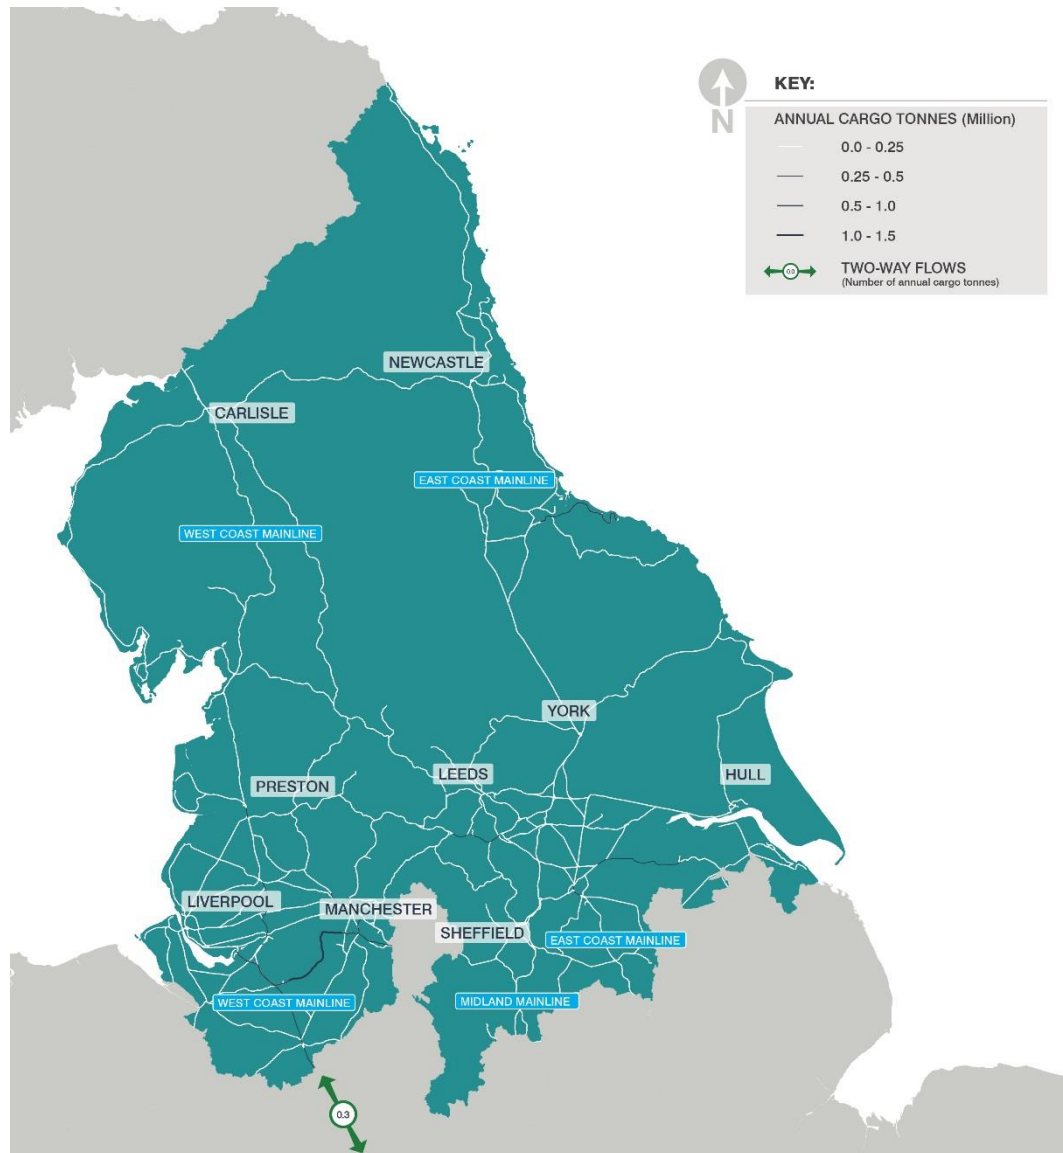 KEY:
N
ANNUAL CARGO TONNES (Million)
0.0 - 0.25
0.25 - 0.5
0.5 - 1.0
1.0 - 1.5
0.0
TWO-WAY FLOWS
(Number of annual cargo tonnes)
NEWCASTLE
CARLISLE
EAST COAST MAINLINE
WEST COAST MAINLINE
YORK
LEEDS
HULL
PRESTON
LIVERPOOL
MANCHESTER
SHEFFIELD
EAST COAST MAINLINE
WEST COAST MAINLINE
MIDLAND MAINLINE
0.3